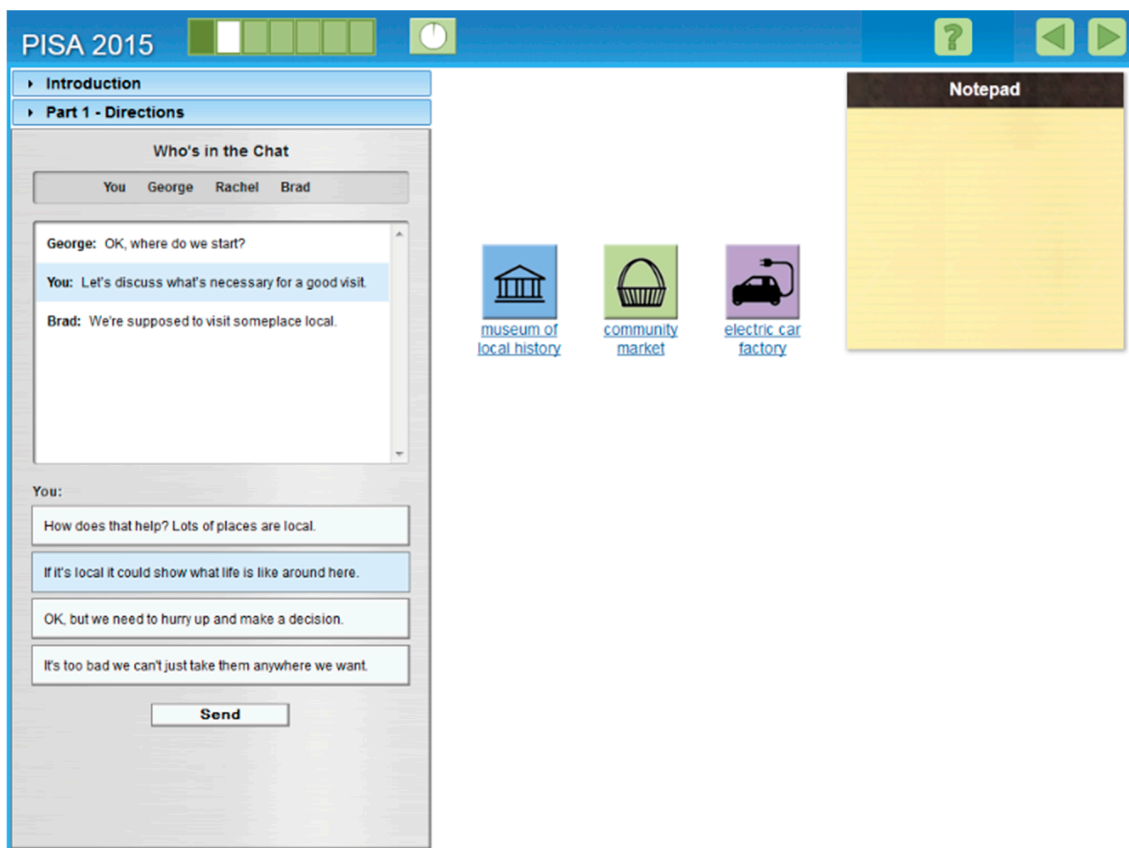 PISA 2015
?
Introduction
Part 1 - Directions
Who's in the Chat
You George Rachel Brad
George: OK, where do we start?
You: Let's discuss what's necessary for a good visit.
Brad: We're supposed to visit someplace local.
You:
How does that help? Lots of places are local.
If it's local it could show what life is like around here.
OK, but we need to hurry up and make a decision.
It's too bad we can't just take them anywhere we want.
Send
museum of
local history
community
market
electric car
factory
Notepad